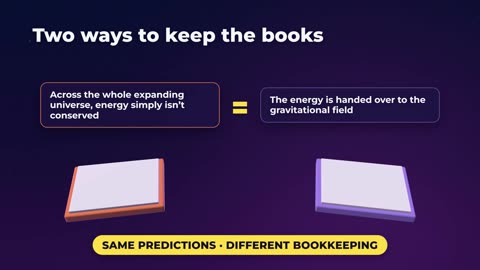 Two ways to keep the books
Across the whole expanding
universe, energy simply isn't
conserved
=
The energy is handed over to the
gravitational field
SAME PREDICTIONS · DIFFERENT BOOKKEEPING